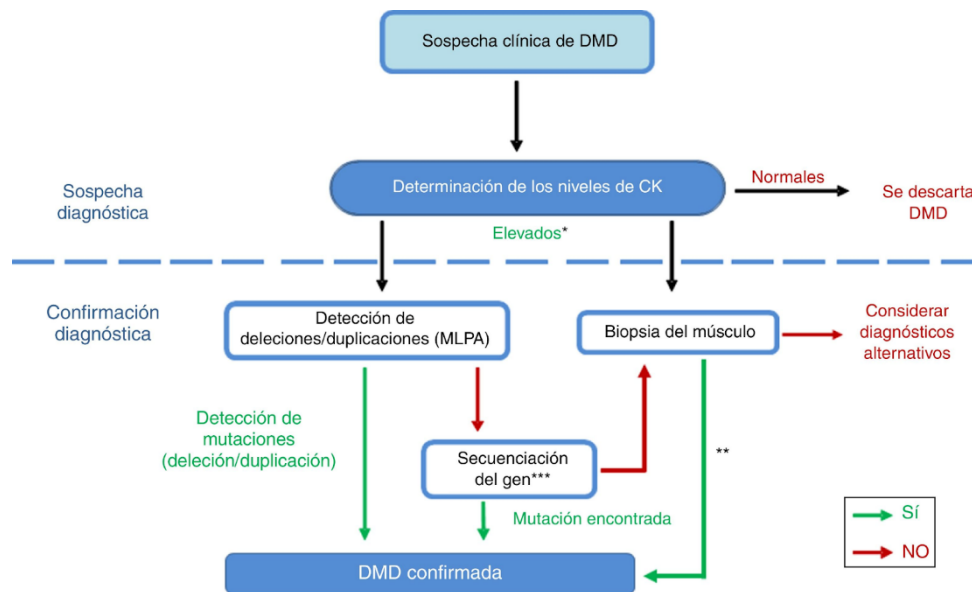 Sospecha clínica de DMD
Determinación de los niveles de CK
Normales
Se descarta
DMD
Sospecha
diagnóstica
Elevados*
Confirmación
diagnóstica
Detección de
deleciones/duplicaciones (MLPA)
Biopsia del músculo
Considerar
diagnósticos
alternativos
Detección de
mutaciones
(deleción/duplicación)
Secuenciación
del gen***
**
Mutación encontrada
Sí
NO
DMD confirmada